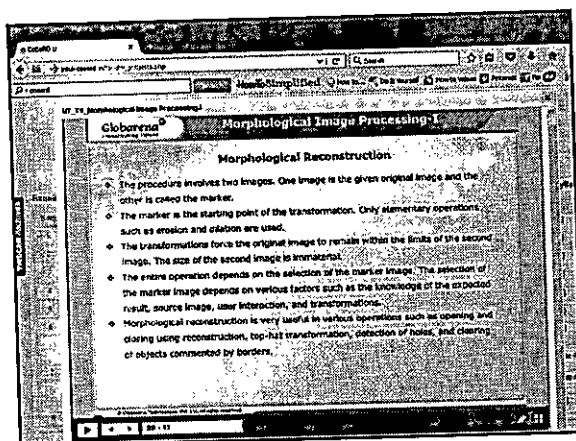 Search
HowToSimplified
U7_T4_Morphological Image Processing-I
Globarena
Morphological Image Processing-I
Morphological Reconstruction
The procedure involves two images. One image is the given original image and the
other is called the marker.
The marker is the starting point of the transformation. Only elementary operations
such as erosion and dilation are used.
The transformations force the original image to remain within the limits of the second
image. The size of the second image is immaterial.
The entire operation depends on the selection of the marker image. The selection of
the marker image depends on various factors such as the knowledge of the expected
result, source image, user interaction, and transformations.
Morphological reconstruction is very useful in various operations such as opening and
closing using reconstruction, top-hat transformation, detection of holes, and clearing
of objects commented by borders.